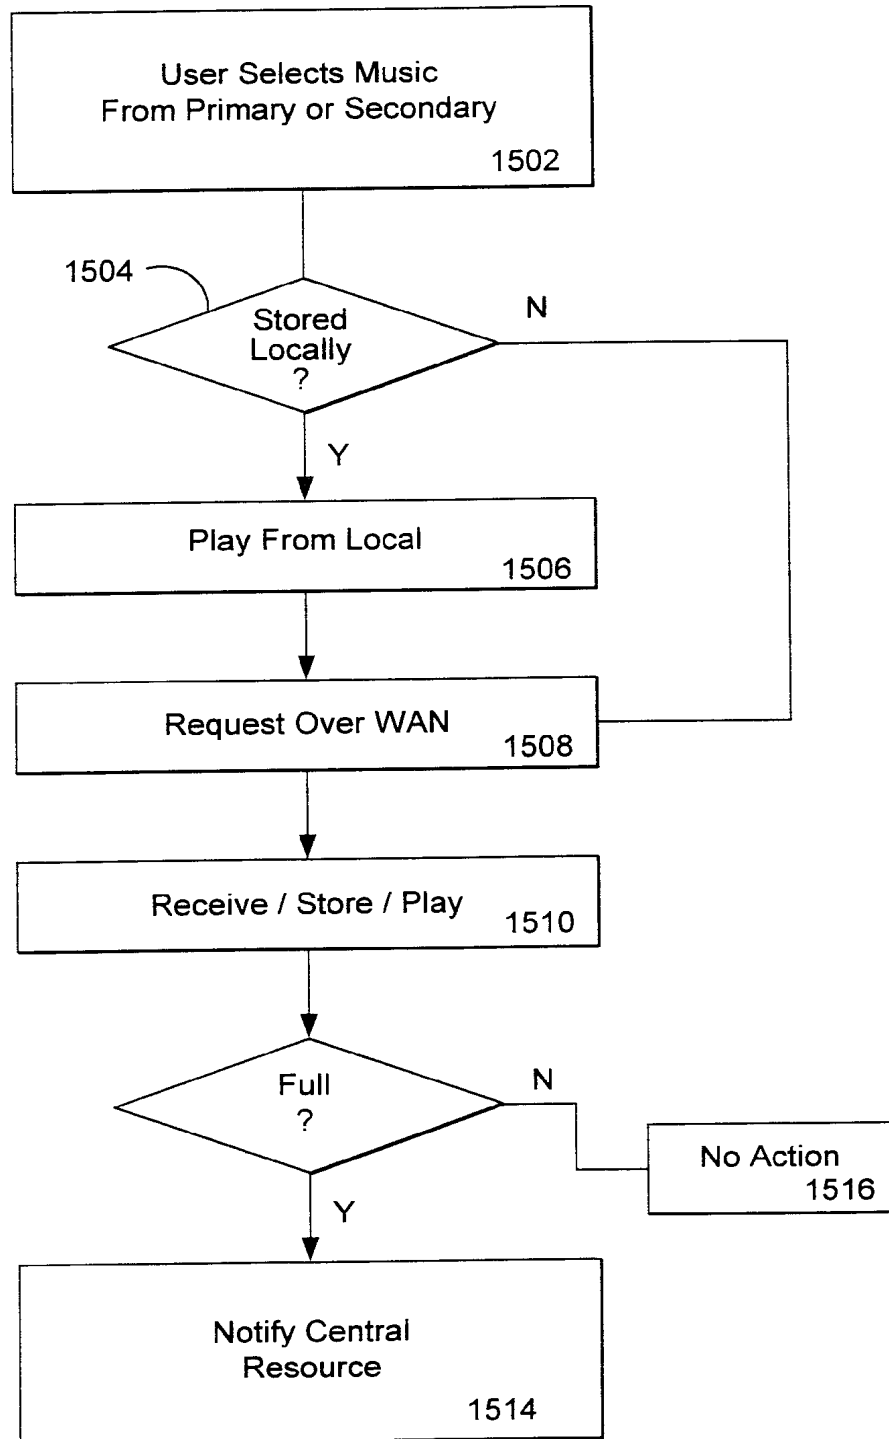 User Selects Music
From Primary or Secondary
1502
1504
Stored
Locally
?
N
Y
Play From Local
1506
Request Over WAN
1508
Receive / Store / Play
1510
Full
?
N
No Action
1516
Y
Notify Central
Resource
1514